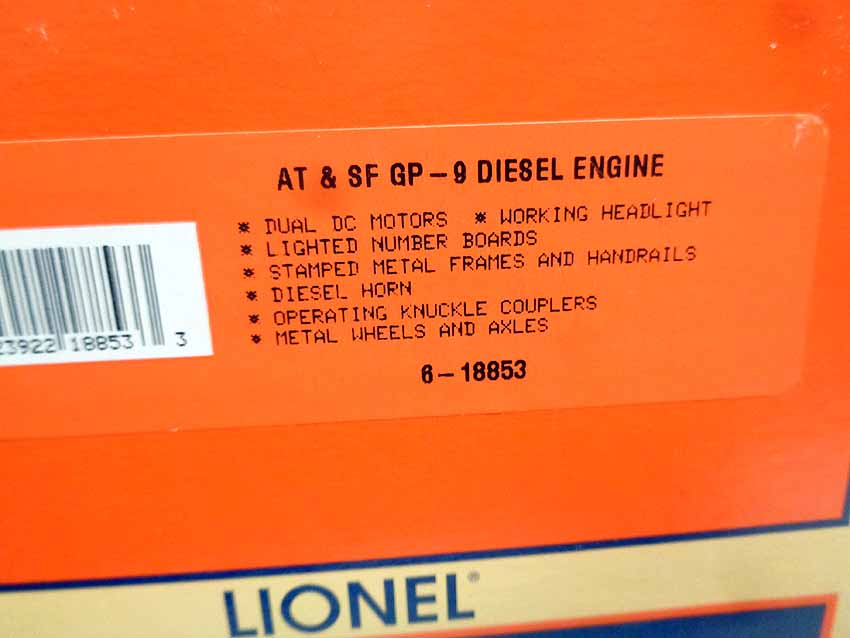 AT & SF GP-9 DIESEL ENGINE
* DUAL DC MOTORS * WORKING HEADLIGHT
* LIGHTED NUMBER BOARDS
* STAMPED METAL FRAMES AND HANDRAILS
* DIESEL HORN
* OPERATING KNUCKLE COUPLERS
* METAL WHEELS AND AXLES
23922 18853 3
6-18853
LIONEL®